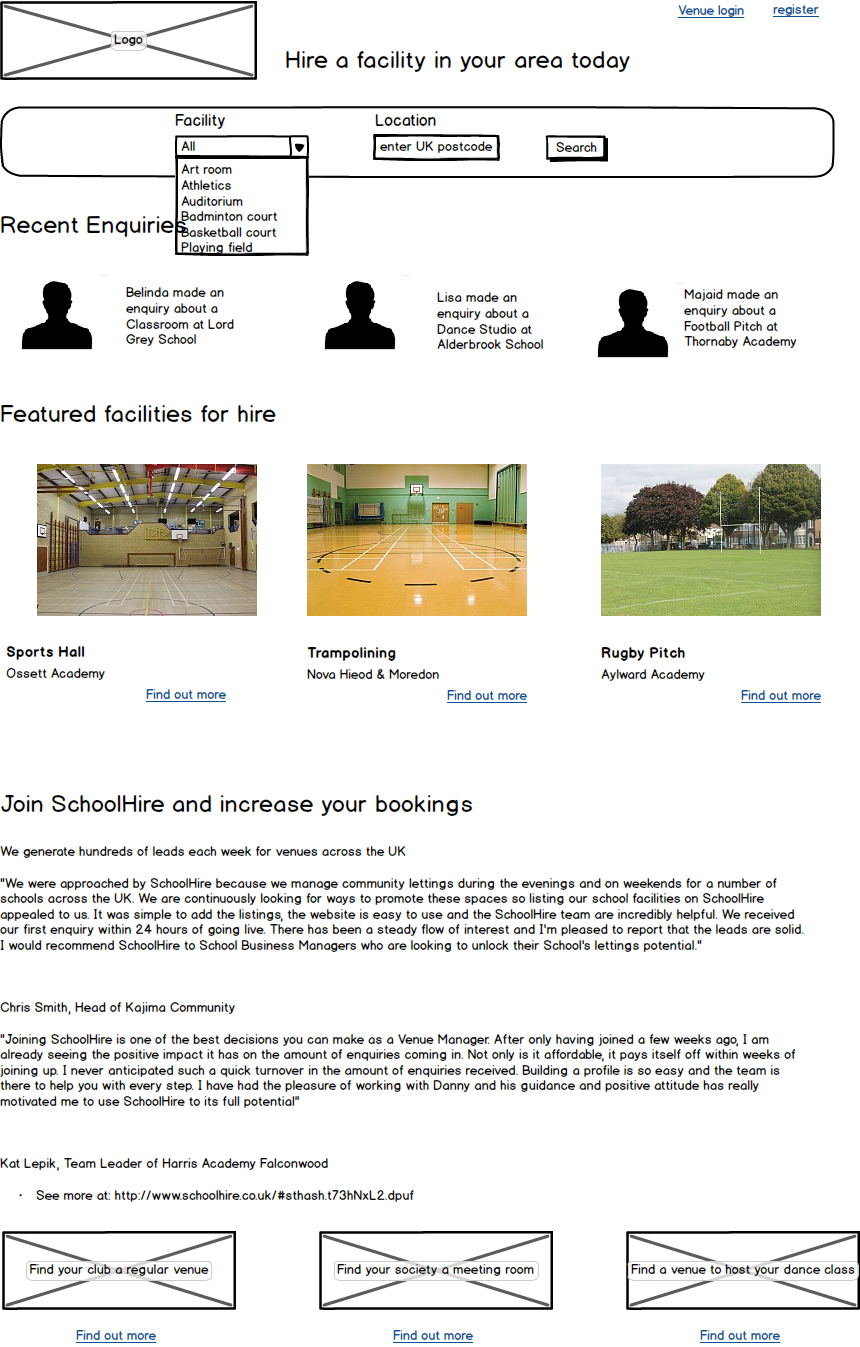 Venue login
register
Logo
Hire a facility in your area today
Facility
Location
All
enter UK postcode
Search
Art room
Athletics
Auditorium
Badminton court
Basketball court
Playing field
Recent Enquiries
Belinda made an
enquiry about a
Classroom at Lord
Grey School
Lisa made an
enquiry about a
Dance Studio at
Alderbrook School
Majaid made an
enquiry about a
Football Pitch at
Thornaby Academy
Featured facilities for hire
Sports Hall
Ossett Academy
Find out more
Trampolining
Nova Hieod & Moredon
Find out more
Rugby Pitch
Aylward Academy
Find out more
Join SchoolHire and increase your bookings
We generate hundreds of leads each week for venues across the UK
"We were approached by SchoolHire because we manage community lettings during the evenings and on weekends for a number of
schools across the UK. We are continuously looking for ways to promote these spaces so listing our school facilities on SchoolHire
appealed to us. It was simple to add the listings, the website is easy to use and the SchoolHire team are incredibly helpful. We received
our first enquiry within 24 hours of going live. There has been a steady flow of interest and I'm pleased to report that the leads are solid.
I would recommend SchoolHire to School Business Managers who are looking to unlock their School's lettings potential."
Chris Smith, Head of Kajima Community
"Joining SchoolHire is one of the best decisions you can make as a Venue Manager. After only having joined a few weeks ago, I am
already seeing the positive impact it has on the amount of enquiries coming in. Not only is it affordable, it pays itself off within weeks of
joining up. I never anticipated such a quick turnover in the amount of enquiries received. Building a profile is so easy and the team is
there to help you with every step. I have had the pleasure of working with Danny and his guidance and positive attitude has really
motivated me to use SchoolHire to its full potential"
Kat Lepik, Team Leader of Harris Academy Falconwood
· See more at: http://www.schoolhire.co.uk/#sthash.t73hNxL2.dpuf
Find your club a regular venue
Find your society a meeting room
Find a venue to host your dance class
Find out more
Find out more
Find out more